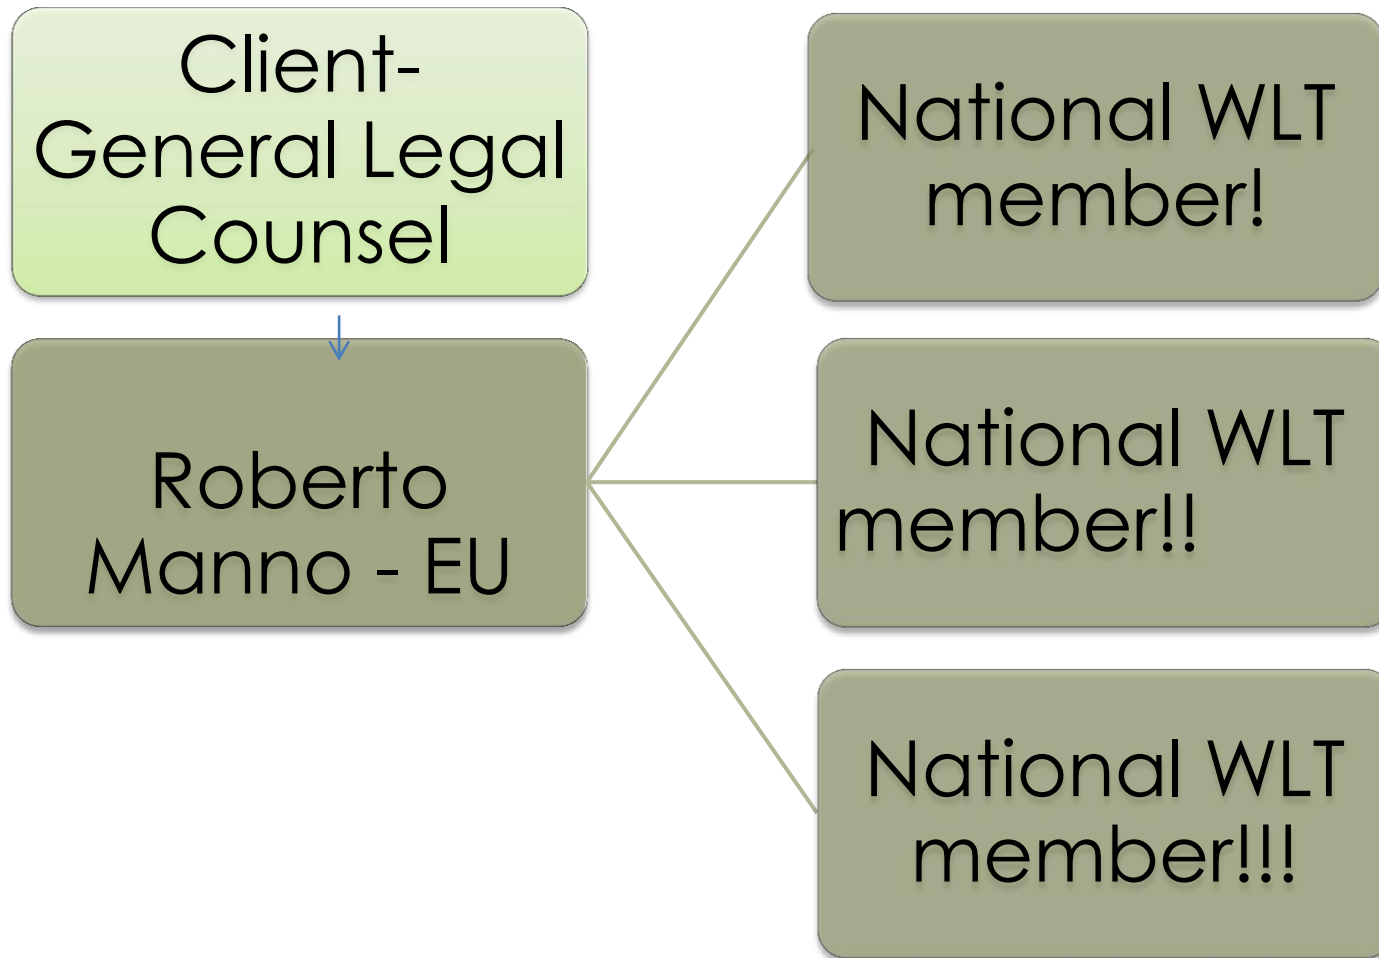 Client-
General Legal
Counsel
Roberto
Manno - EU
National WLT
member!
National WLT
member!!
National WLT
member!!!